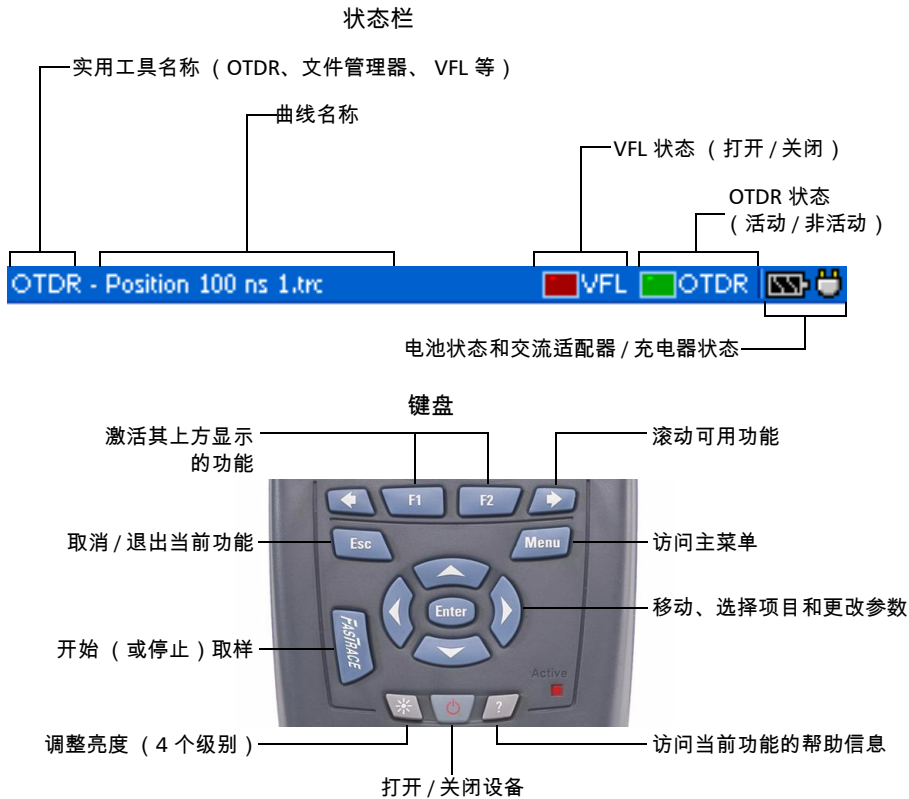 状态栏
实用工具名称 （ OTDR、文件管理器、 VFL 等 ）
曲线名称
VFL 状态 （ 打开 / 关闭 ）
OTDR 状态
（ 活动 / 非活动 ）
OTDR - Position 100 ns 1.trc
VFL
OTDR
电池状态和交流适配器 / 充电器状态
键盘
激活其上方显示
的功能
滚动可用功能
F1
F2
取消 / 退出当前功能
Esc
Menu
访问主菜单
Enter
移动、选择项目和更改参数
开始 （ 或停止 ）取样
FASTRACE
Active
?
调整亮度 （ 4 个级别 ）
访问当前功能的帮助信息
打开 / 关闭设备